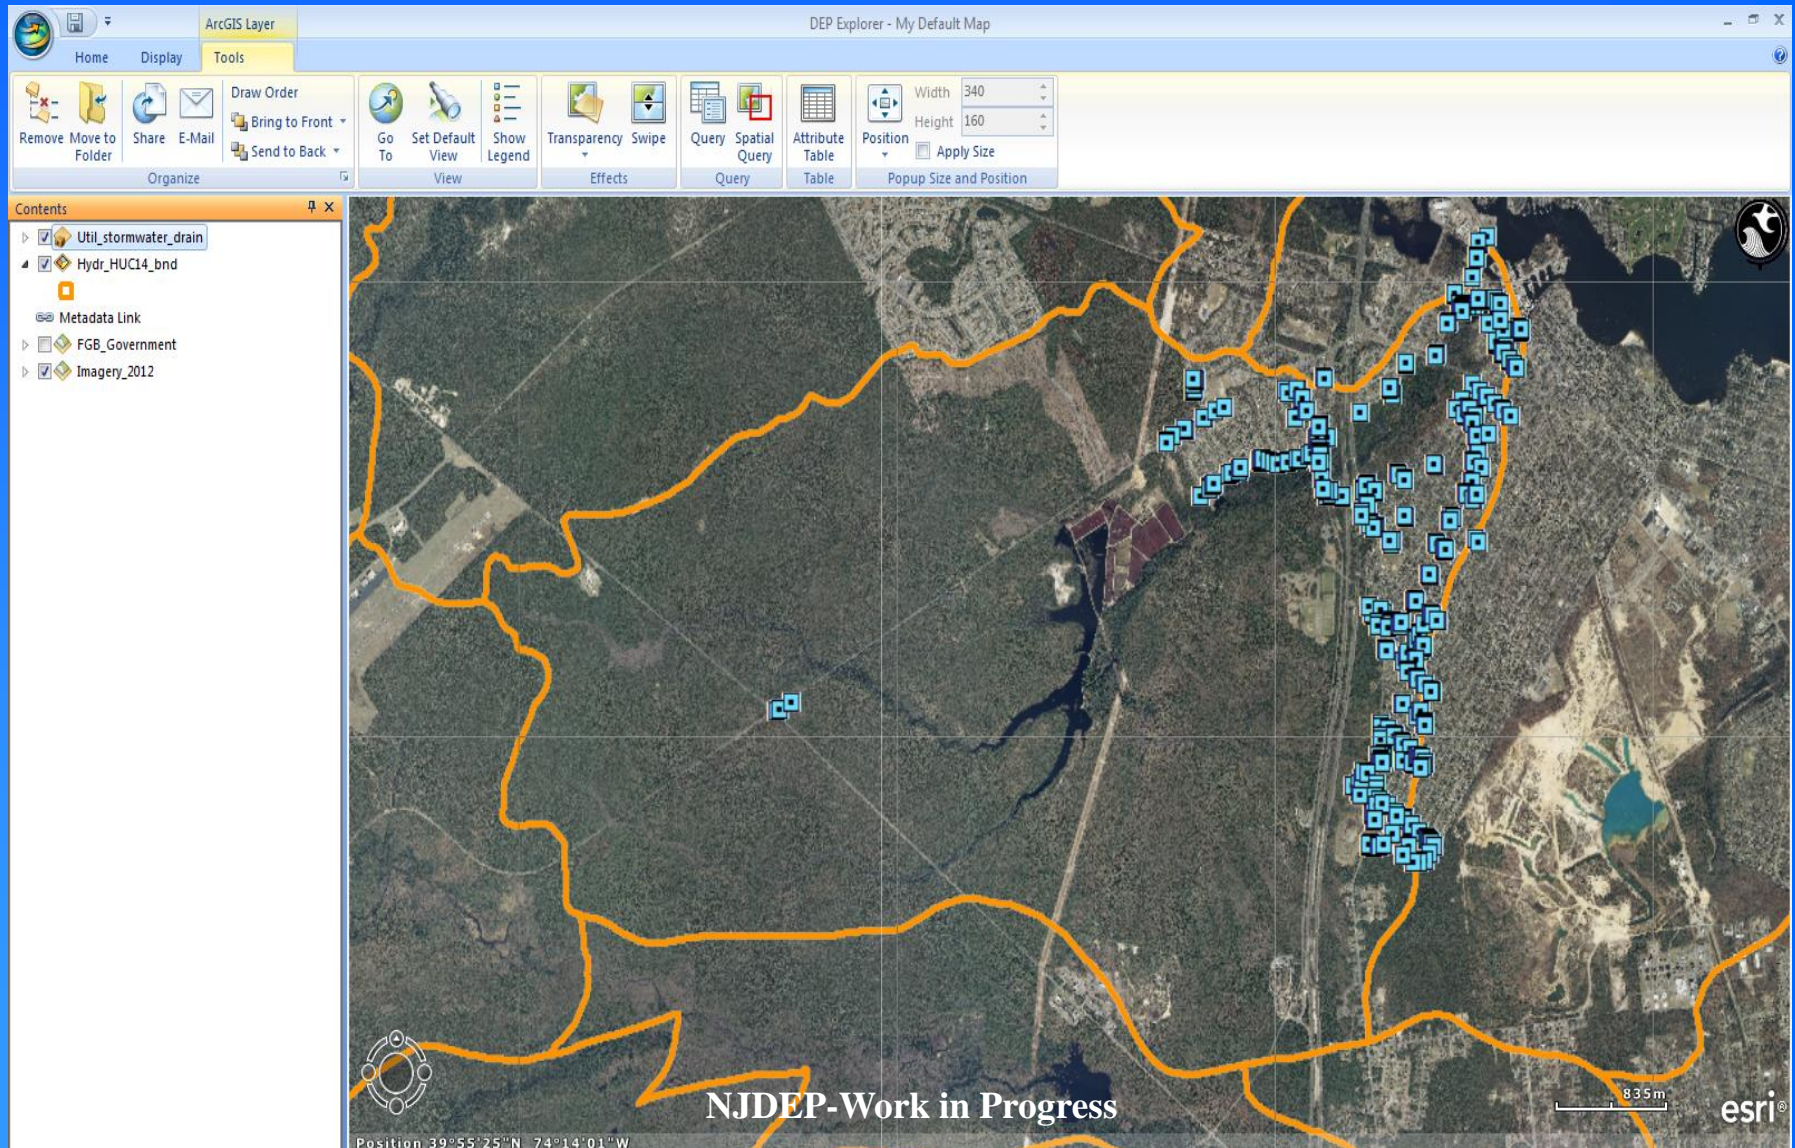 ArcGIS Layer
DEP Explorer - My Default Map
Home Display Tools
Remove
Move to Folder
Share
E-Mail
Draw Order
Bring to Front
Send to Back
Organize
Go To
Set Default View
Show Legend
View
Transparency
Swipe
Effects
Query
Spatial Query
Query
Attribute Table
Table
Position
Width 340
Height 160
Apply Size
Popup Size and Position
Contents
Util_stormwater_drain
Hydr_HUC14_bnd
Metadata Link
FGB_Government
Imagery_2012
835m
esri
NJDEP-Work in Progress
Position 39°55'25"N 74°14'01"W